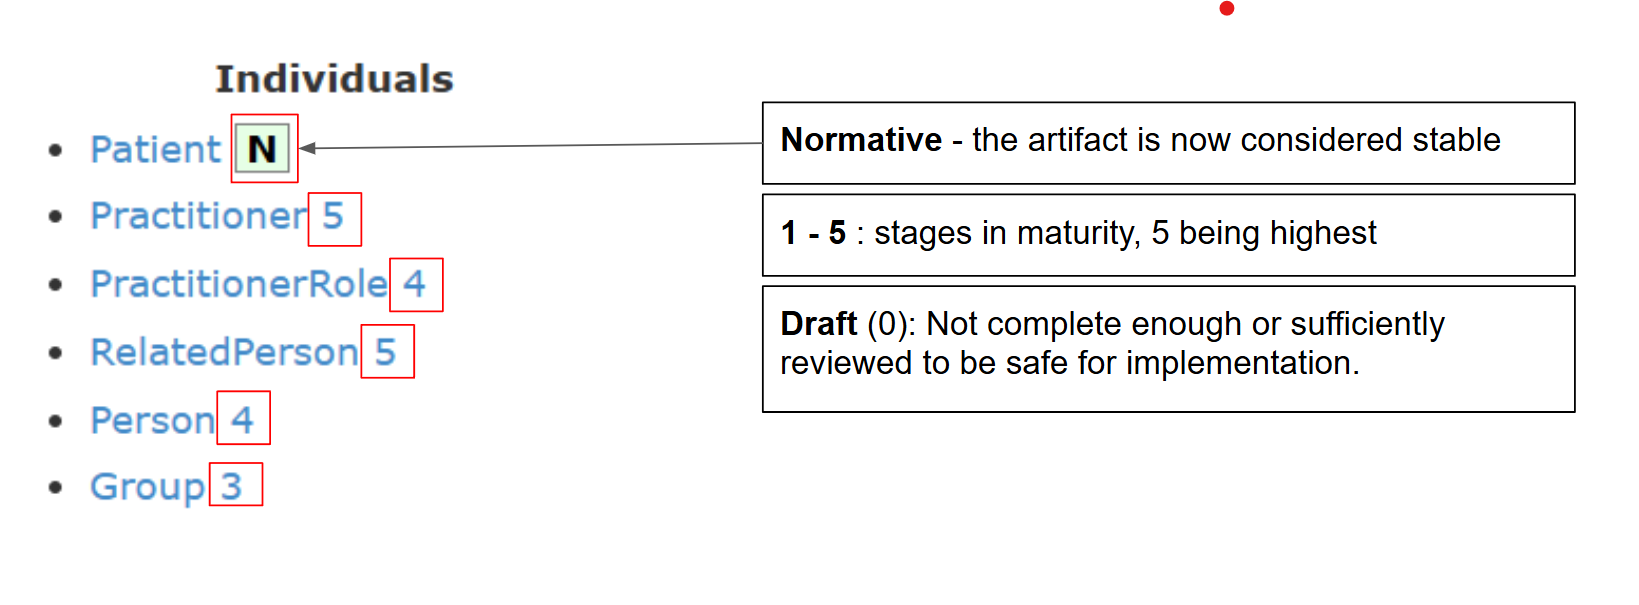 Individuals
Patient N
Practitioner 5
PractitionerRole 4
RelatedPerson 5
Person 4
Group 3
Normative - the artifact is now considered stable
1 - 5 : stages in maturity, 5 being highest
Draft (0): Not complete enough or sufficiently
reviewed to be safe for implementation.